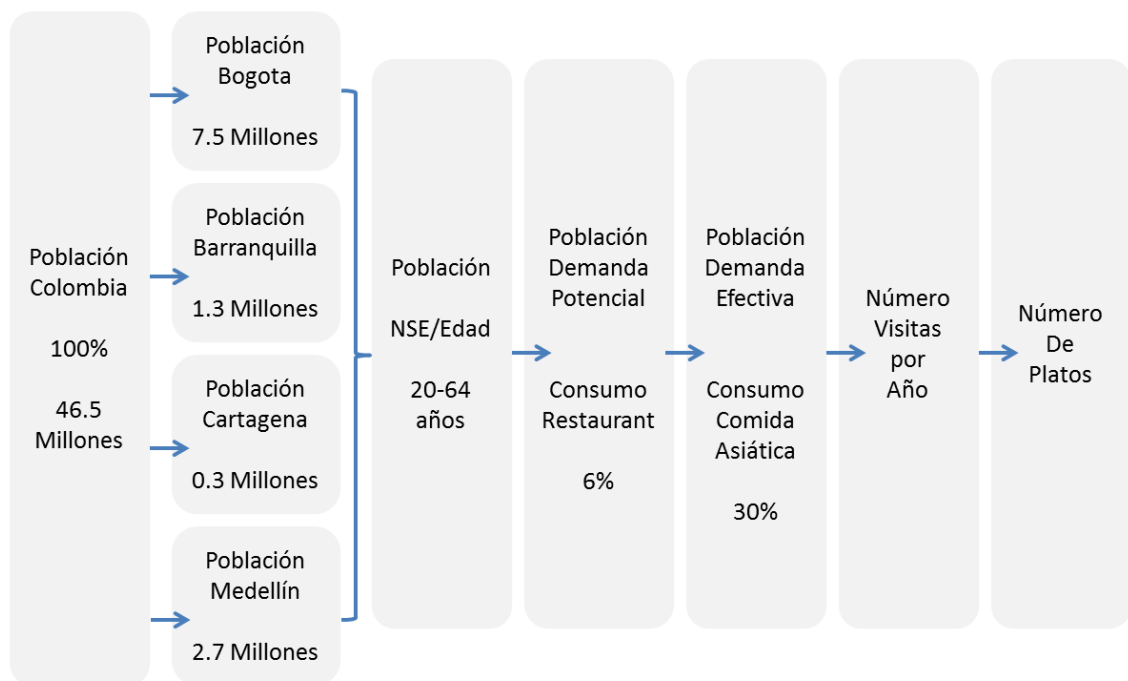 Población
Colombia
100%
46.5
Millones
Población
Bogota
7.5 Millones
Población
Barranquilla
1.3 Millones
Población
Cartagena
0.3 Millones
Población
Medellín
2.7 Millones
Población
NSE/Edad
20-64
años
Población
Demanda
Potencial
Consumo
Restaurant
6%
Población
Demanda
Efectiva
Consumo
Comida
Asiática
30%
Número
Visitas
por
Año
Número
De
Platos